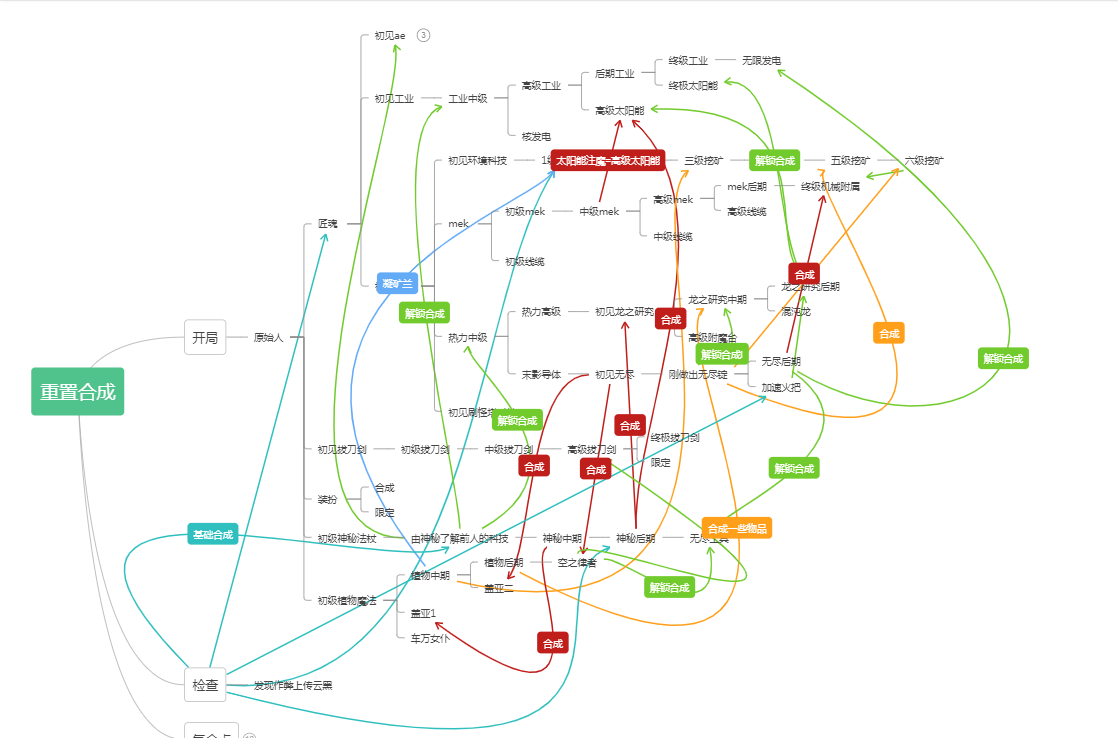 初见ae
3
终级工业
无限发电
后期工业
高级工业
终极太阳能
初见工业
工业中级
高级太阳能
核发电
初见环境科技
太阳能注魔=高级太阳能
三级挖矿
解锁合成
五级挖矿
六级挖矿
mek后期
终级机械附属
高级mek
初级mek
中级mek
高级线缆
匠魂
mek
中级线缆
初级线缆
合成
凝矿兰
龙之研究后期
龙之研究中期
解锁合成
热力高级
初见龙之研究
合成
混沌龙
合成
开局
原始人
热力中级
高级附魔台
解锁合成
解锁合成
无尽后期
末影导体
初见无尽
刚做出无尽锭
加速火把
重置合成
初见刷怪塔
解锁合成
合成
终极拔刀剑
初见拔刀剑
初级拔刀剑
中级拔刀剑
高级拔刀剑
限定
合成
合成
解锁合成
合成
装扮
限定
基础合成
合成一些物品
初级神秘法杖
由神秘了解前人的科技
神秘中期
神秘后期
植物后期
空之律者
植物中期
盖亚二
解锁合成
初级植物魔法
盖亚1
车万女仆
合成
检查
发现作弊上传云黑